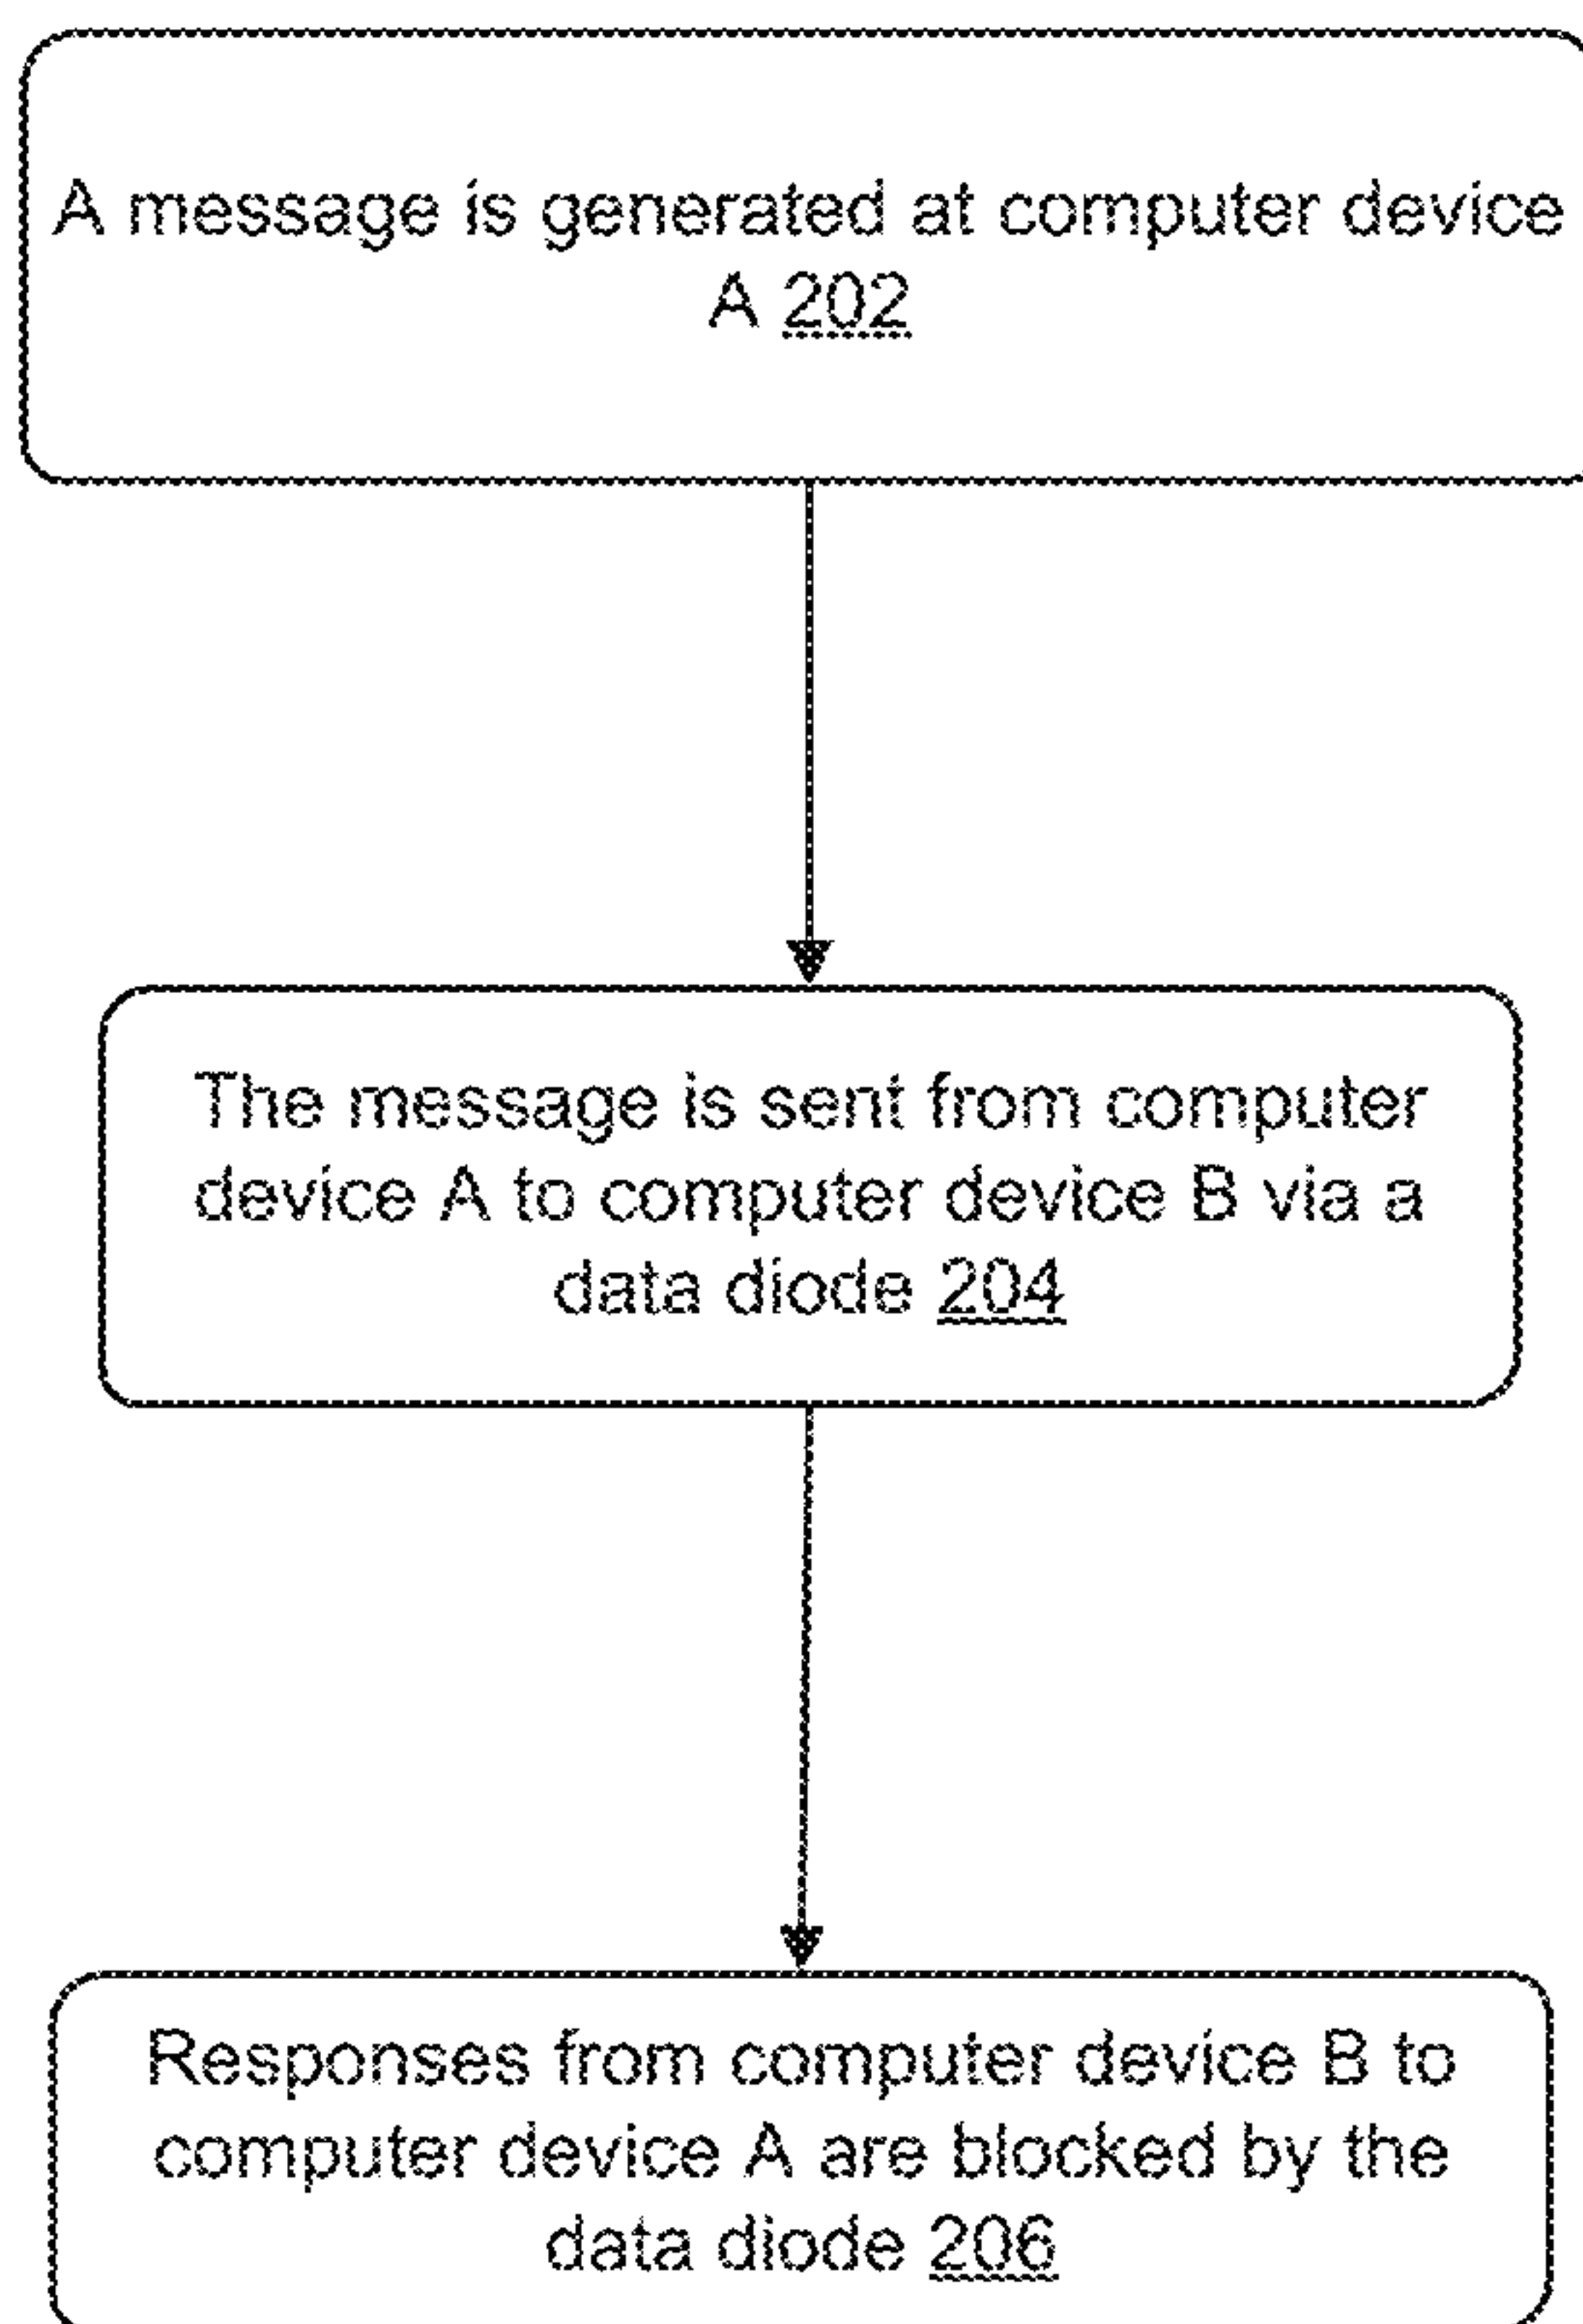 A message is generated at computer device
A 202
The message is sent from computer
device A to computer device B via a
data diode 204
Responses from computer device B to
computer device A are blocked by the
data diode 206